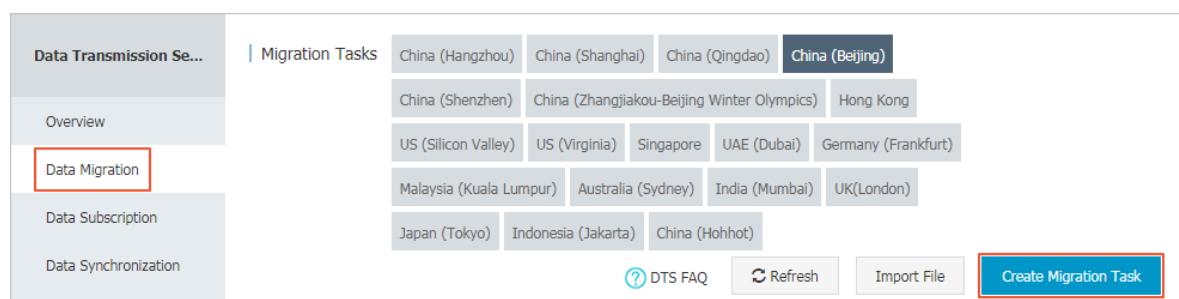 Data Transmission Se...
Overview
Data Migration
Data Subscription
Data Synchronization
Migration Tasks
China (Hangzhou) China (Shanghai) China (Qingdao) China (Beijing)
China (Shenzhen) China (Zhangjiakou-Beijing Winter Olympics) Hong Kong
US (Silicon Valley) US (Virginia) Singapore UAE (Dubai) Germany (Frankfurt)
Malaysia (Kuala Lumpur) Australia (Sydney) India (Mumbai) UK(London)
Japan (Tokyo) Indonesia (Jakarta) China (Hohhot)
? DTS FAQ Refresh Import File Create Migration Task